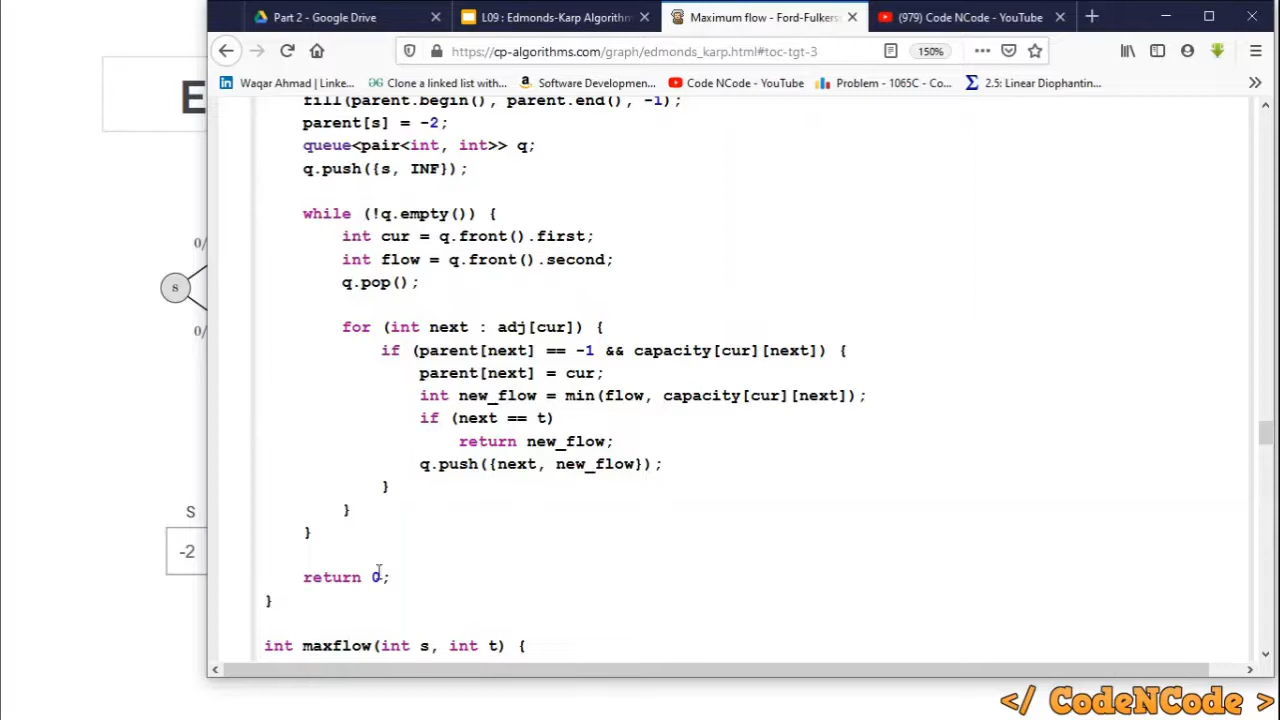 Part 2 - Google Drive
L09 : Edmonds-Karp Algorithm
Maximum flow - Ford-Fulkers
(979) Code NCode - YouTube
https://cp-algorithms.com/graph/edmonds_karp.html#toc-tgt-3
150%
Waqar Ahmad | Linke...
Clone a linked list with...
Software Developmen...
Code NCode - YouTube
Problem - 1065C - Co...
2.5: Linear Diophantin...
E
0/
s
0/
S
-2
fill(parent.begin(), parent.end(), -1);
parent[s] = -2;
queue<pair<int, int>> q;
q.push({s, INF});
while (!q.empty()) {
int cur = q.front().first;
int flow = q.front().second;
q.pop();
for (int next : adj[cur]) {
if (parent[next] == -1 && capacity[cur][next]) {
parent[next] = cur;
int new_flow = min(flow, capacity[cur][next]);
if (next == t)
return new_flow;
q.push({next, new_flow});
}
}
}
return 0;
}
int maxflow(int s, int t) {
</ CodeNCode >